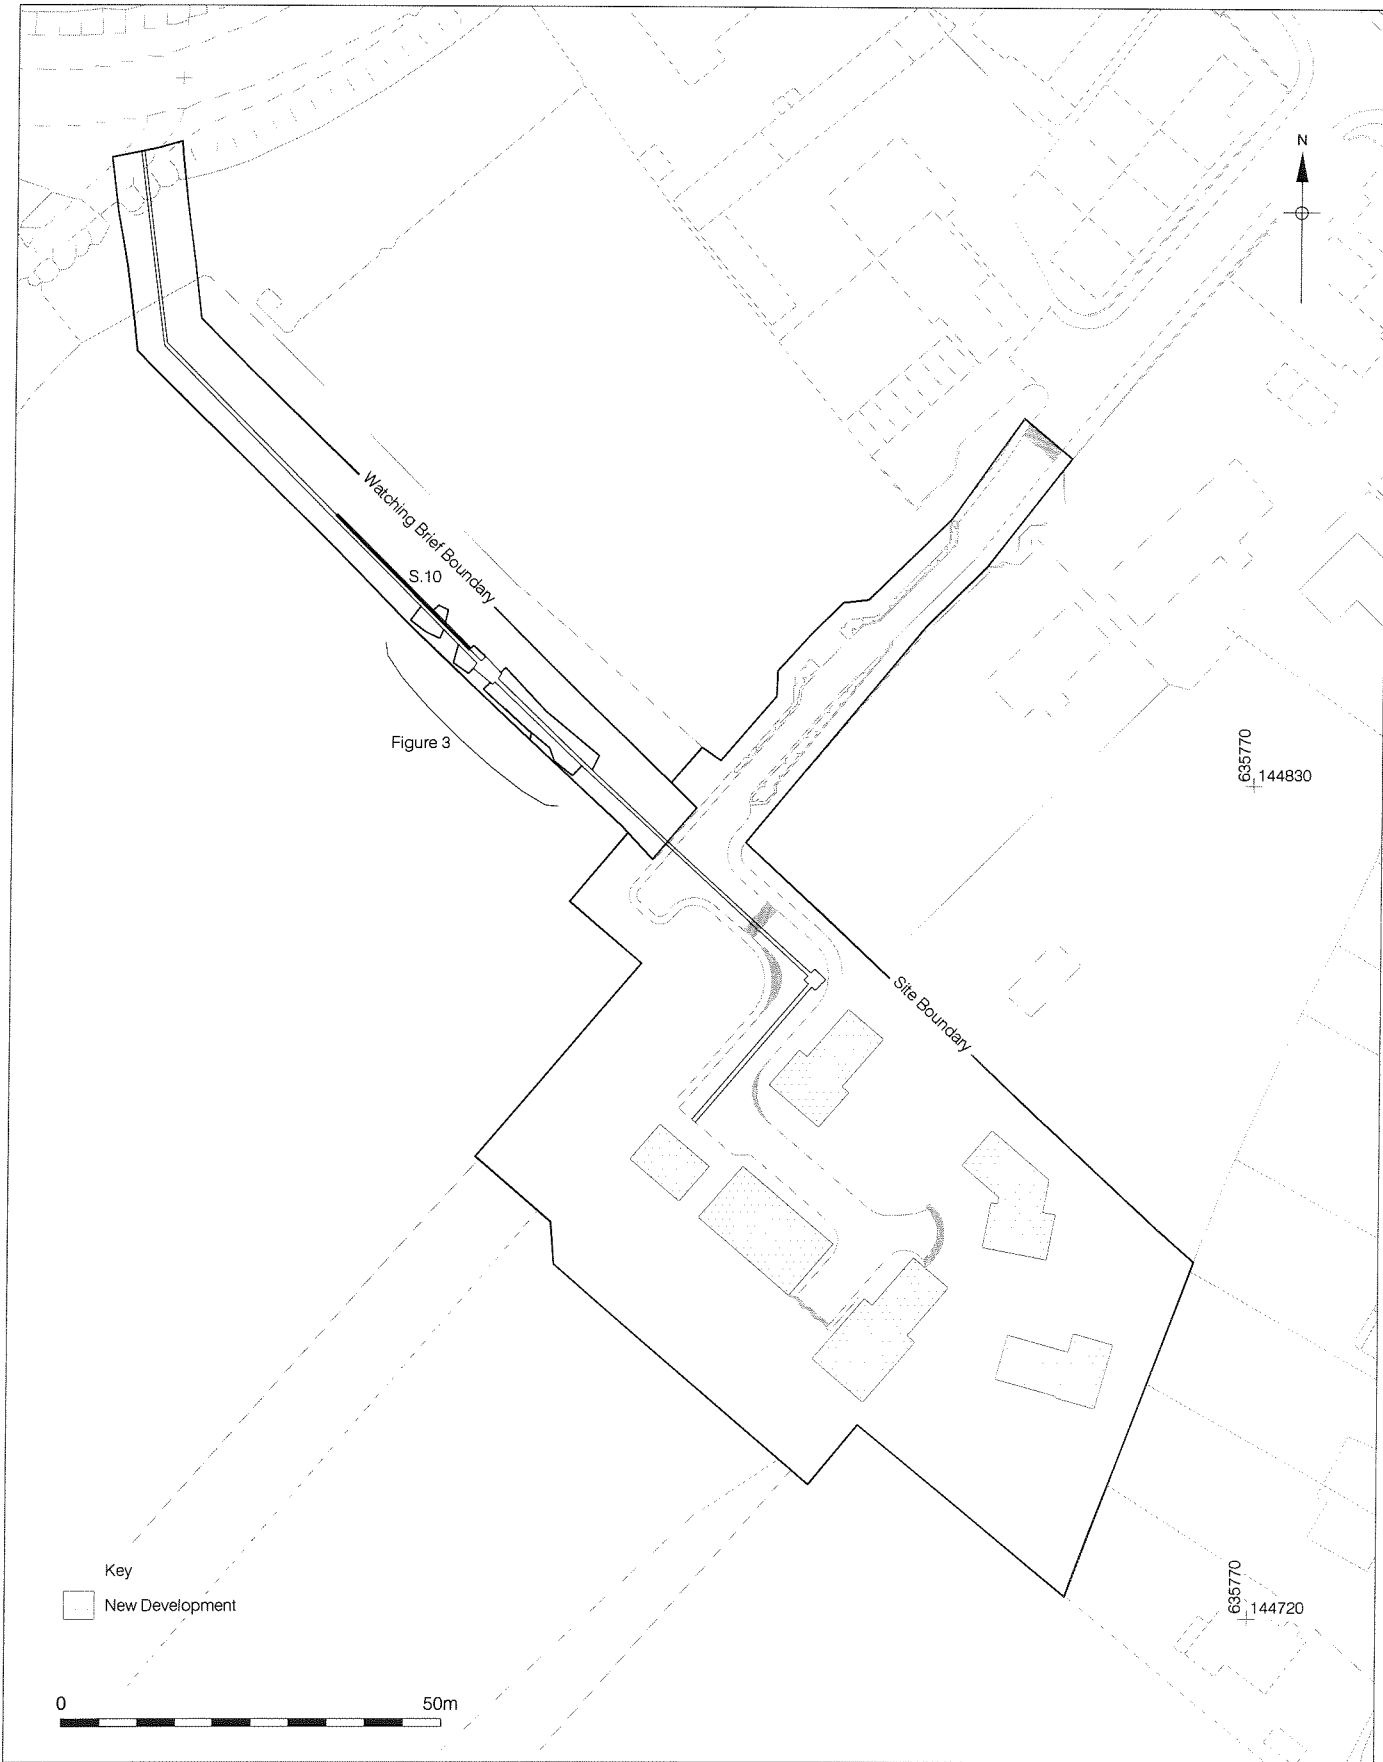 N
Watching Brief Boundary
S.10
Figure 3
635770
144830
Site Boundary
Key
New Development
635770
144720
0 50m